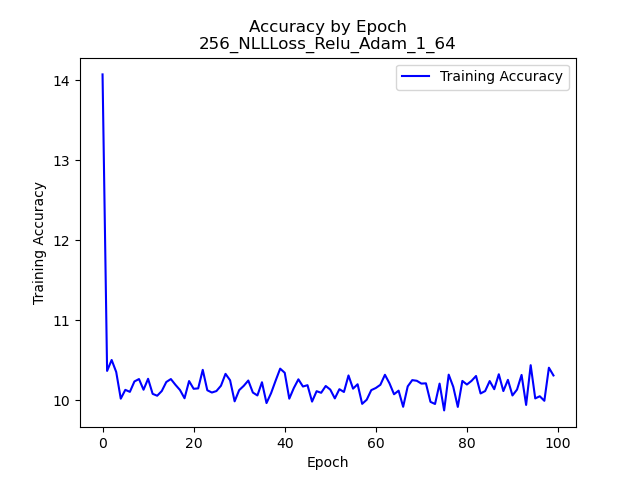 Accuracy by Epoch
256_NLLLoss_Relu_Adam_1_64
Training Accuracy
14
13
12
11
10
Training Accuracy
0 20 40 60 80 100
Epoch